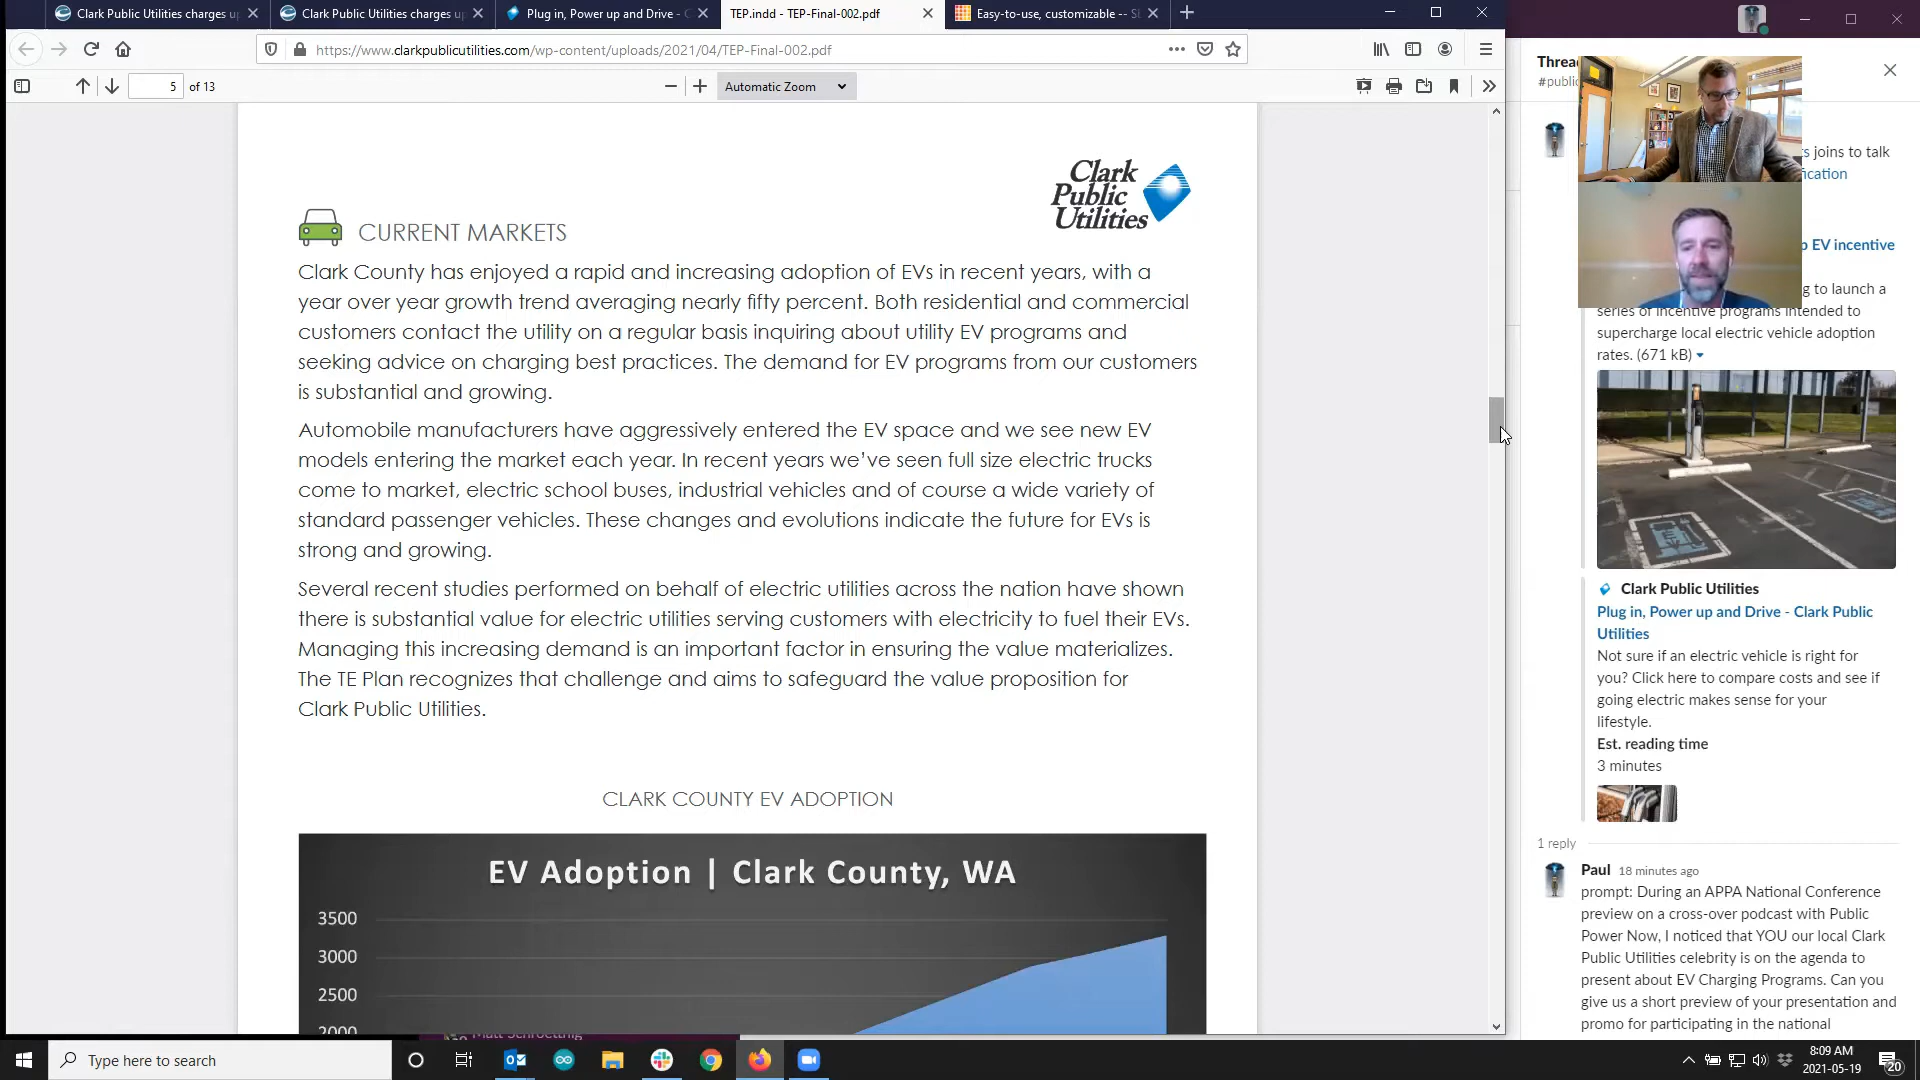 Clark Public Utilities charges u
Clark Public Utilities charges u
Plug in, Power up and Drive - C
TEP.indd - TEP-Final-002.pdf
Easy-to-use, customizable -- S
https://www.clarkpublicutilities.com/wp-content/uploads/2021/04/TEP-Final-002.pdf
5 of 13
Automatic Zoom
Clark
Public
Utilities
CURRENT MARKETS
Clark County has enjoyed a rapid and increasing adoption of EVs in recent years, with a
year over year growth trend averaging nearly fifty percent. Both residential and commercial
customers contact the utility on a regular basis inquiring about utility EV programs and
seeking advice on charging best practices. The demand for EV programs from our customers
is substantial and growing.
Automobile manufacturers have aggressively entered the EV space and we see new EV
models entering the market each year. In recent years we've seen full size electric trucks
come to market, electric school buses, industrial vehicles and of course a wide variety of
standard passenger vehicles. These changes and evolutions indicate the future for EVs is
strong and growing.
Several recent studies performed on behalf of electric utilities across the nation have shown
there is substantial value for electric utilities serving customers with electricity to fuel their EVs.
Managing this increasing demand is an important factor in ensuring the value materializes.
The TE Plan recognizes that challenge and aims to safeguard the value proposition for
Clark Public Utilities.
CLARK COUNTY EV ADOPTION
EV Adoption | Clark County, WA
3500
3000
2500
2000
Threa
#public
s joins to talk
ication
EV incentive
g to launch a
series of incentive programs intended to
supercharge local electric vehicle adoption
rates. (671 kB)
Clark Public Utilities
Plug in, Power up and Drive - Clark Public
Utilities
Not sure if an electric vehicle is right for
you? Click here to compare costs and see if
going electric makes sense for your
lifestyle.
Est. reading time
3 minutes
1 reply
Paul 18 minutes ago
prompt: During an APPA National Conference
preview on a cross-over podcast with Public
Power Now, I noticed that YOU our local Clark
Public Utilities celebrity is on the agenda to
present about EV Charging Programs. Can you
give us a short preview of your presentation and
promo for participating in the national
Type here to search
8:09 AM
2021-05-19
20